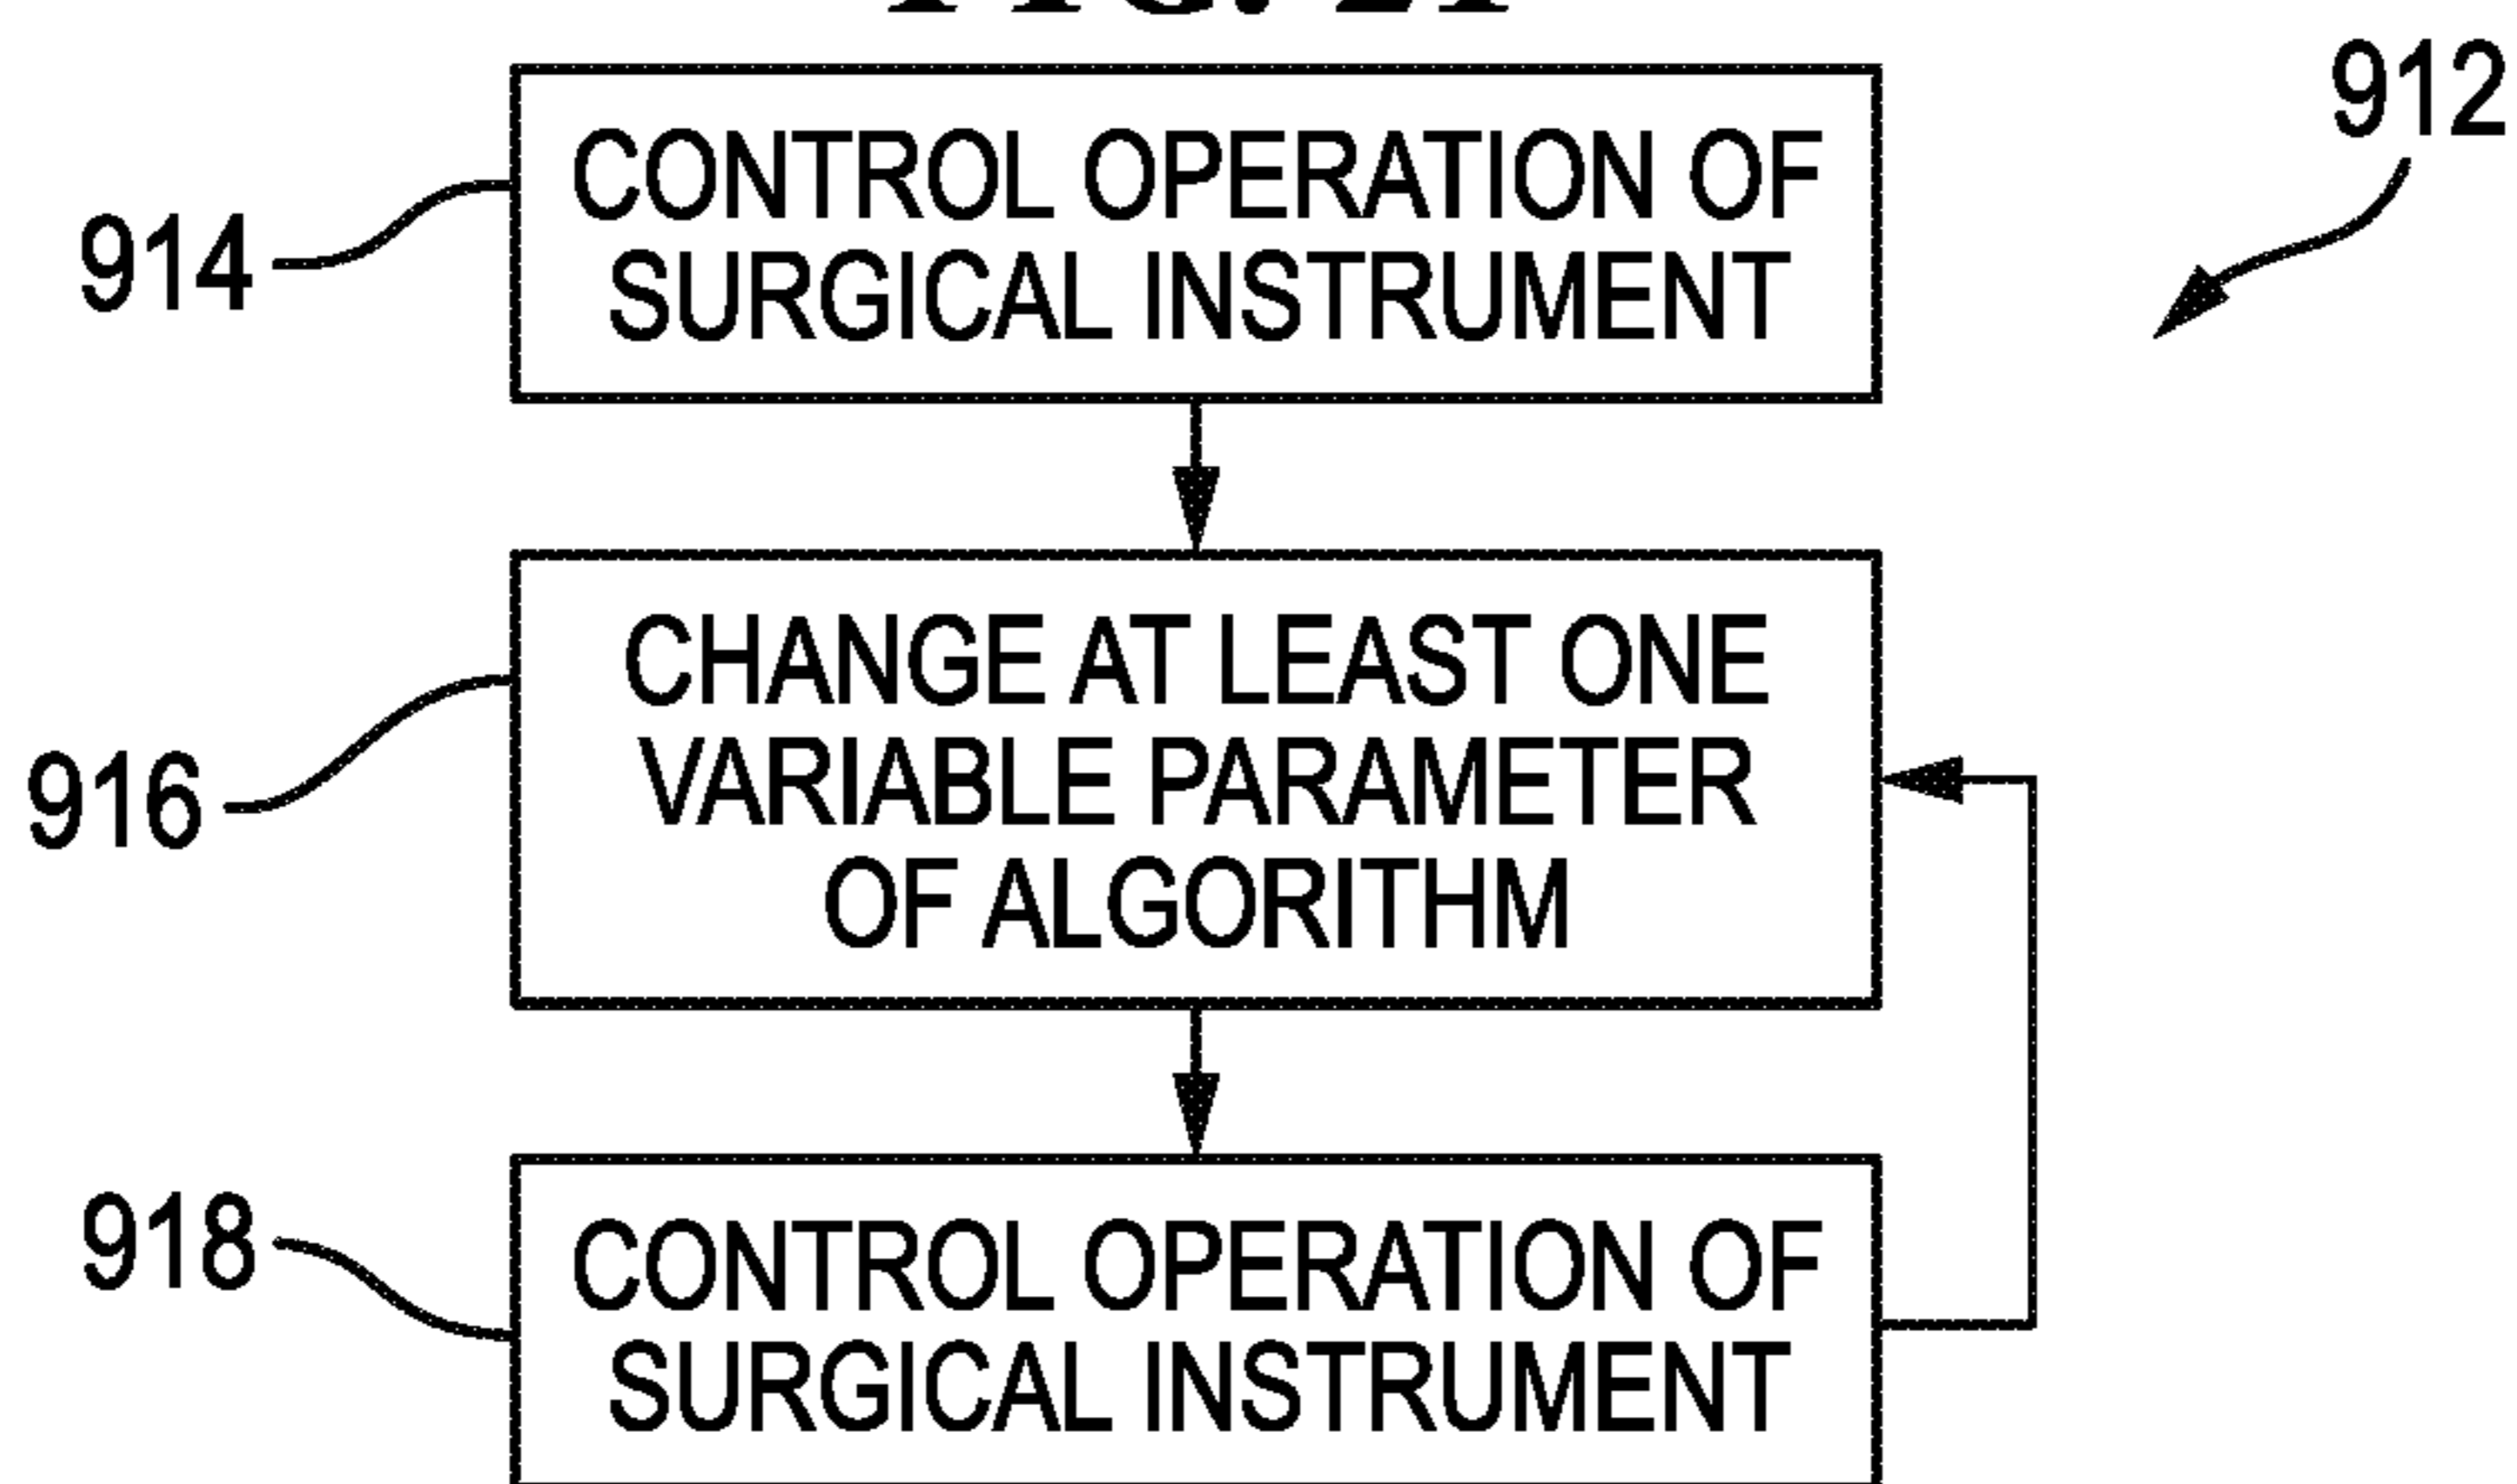 912
914
CONTROL OPERATION OF
SURGICAL INSTRUMENT
916
CHANGE AT LEAST ONE
VARIABLE PARAMETER
OF ALGORITHM
918
CONTROL OPERATION OF
SURGICAL INSTRUMENT